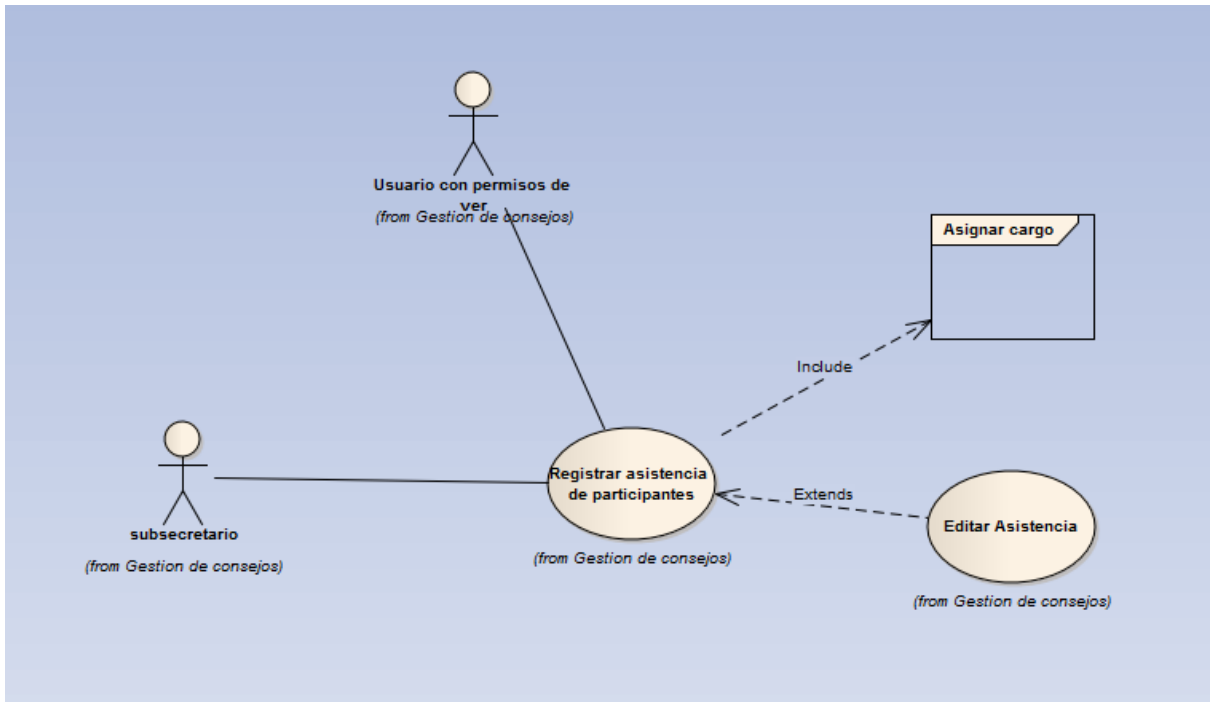 Usuario con permisos de
ver
(from Gestion de consejos)
Asignar cargo
Include
Registrar asistencia
de participantes
(from Gestion de consejos)
Extends
Editar Asistencia
(from Gestion de consejos)
subsecretario
(from Gestion de consejos)